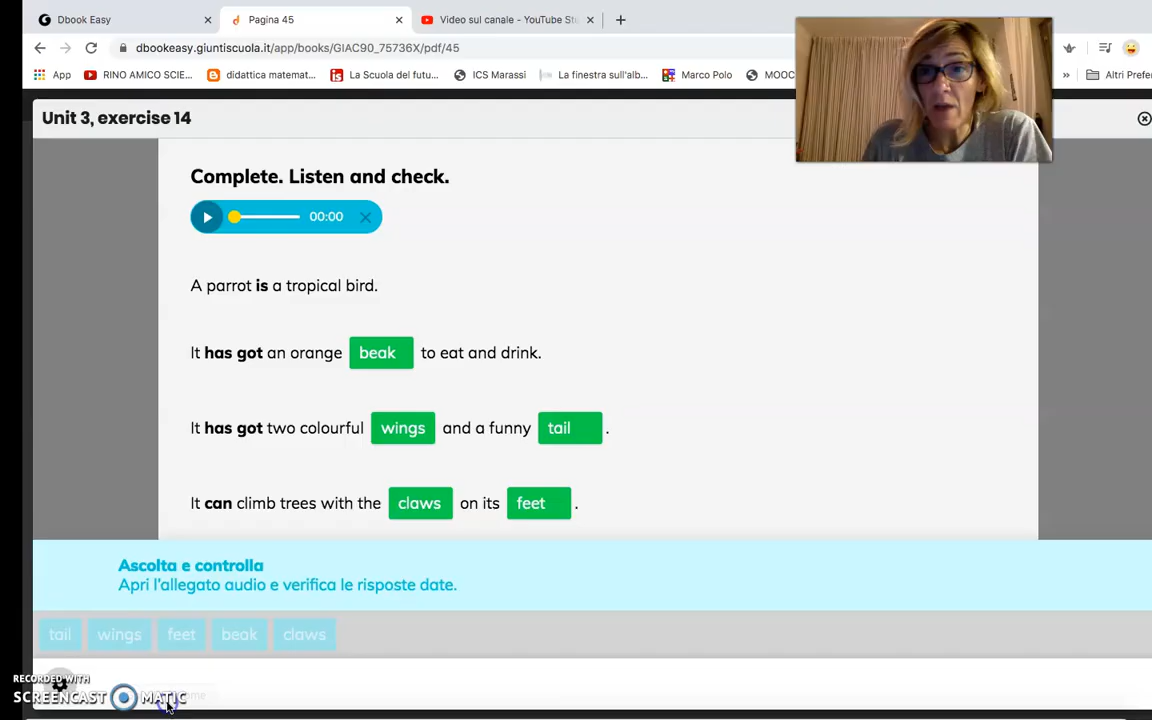 Dbook Easy
Pagina 45
Video sul canale - YouTube Stu
dbookeasy.giuntiscuola.it/app/books/GIAC90_75736X/pdf/45
App RINO AMICO SCIE... didattica matemat... La Scuola del futu... ICS Marassi La finestra sull'alb... Marco Polo MOOC » Altri Prefer
Unit 3, exercise 14
Complete. Listen and check.
00:00
A parrot is a tropical bird.
It has got an orange beak to eat and drink.
It has got two colourful wings and a funny tail .
It can climb trees with the claws on its feet .
Ascolta e controlla
Apri l'allegato audio e verifica le risposte date.
tail wings feet beak claws
RECORDED WITH
SCREENCAST MATIC